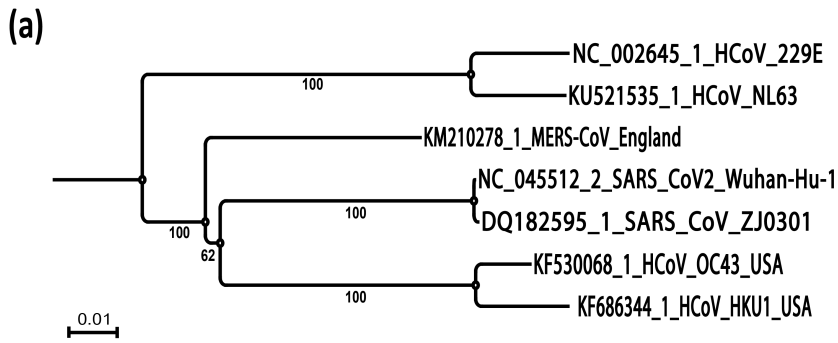 (a)
NC_002645_1_HCoV_229E
100
KU521535_1_HCoV_NL63
KM210278_1_MERS-CoV_England
NC_045512_2_SARS_CoV2_Wuhan-Hu-1
100
DQ182595_1_SARS_CoV_ZJ0301
100
62
KF530068_1_HCoV_OC43_USA
100
KF686344_1_HCoV_HKU1_USA
0.01